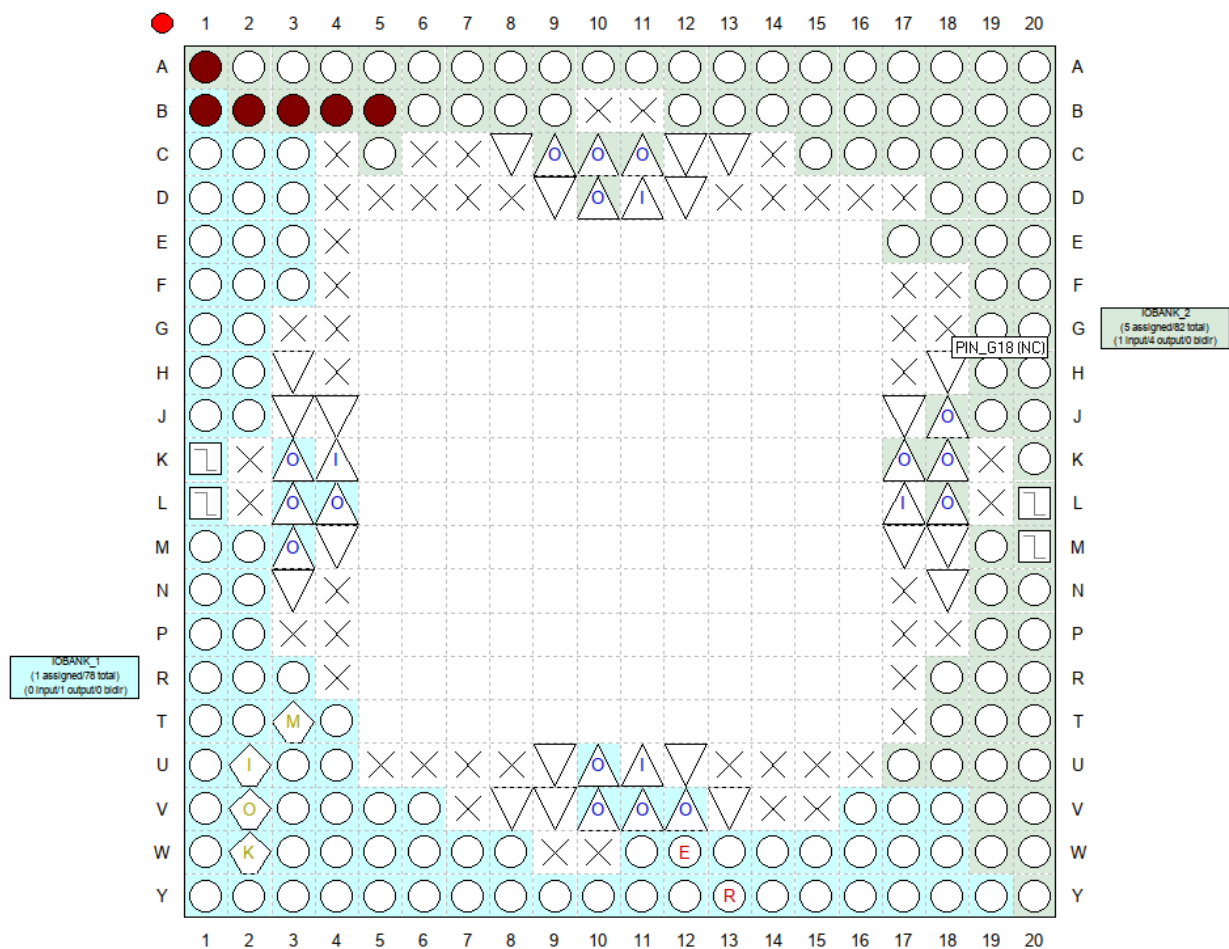 1 2 3 4 5 6 7 8 9 10 11 12 13 14 15 16 17 18 19 20
A A
B B
C O O O C
D O I D
E E
F F
G G
IOBANK_2
(5 assigned/82 total)
(1 input/4 output/0 bidir)
PIN_G18 (NC)
H H
J O J
K O I O O K
L O O I O L
M O M
N N
P P
IOBANK_1
(1 assigned/78 total)
(0 input/1 output/0 bidir)
R R
T M T
U I O I U
V O O O O V
W K E W
Y R Y
1 2 3 4 5 6 7 8 9 10 11 12 13 14 15 16 17 18 19 20